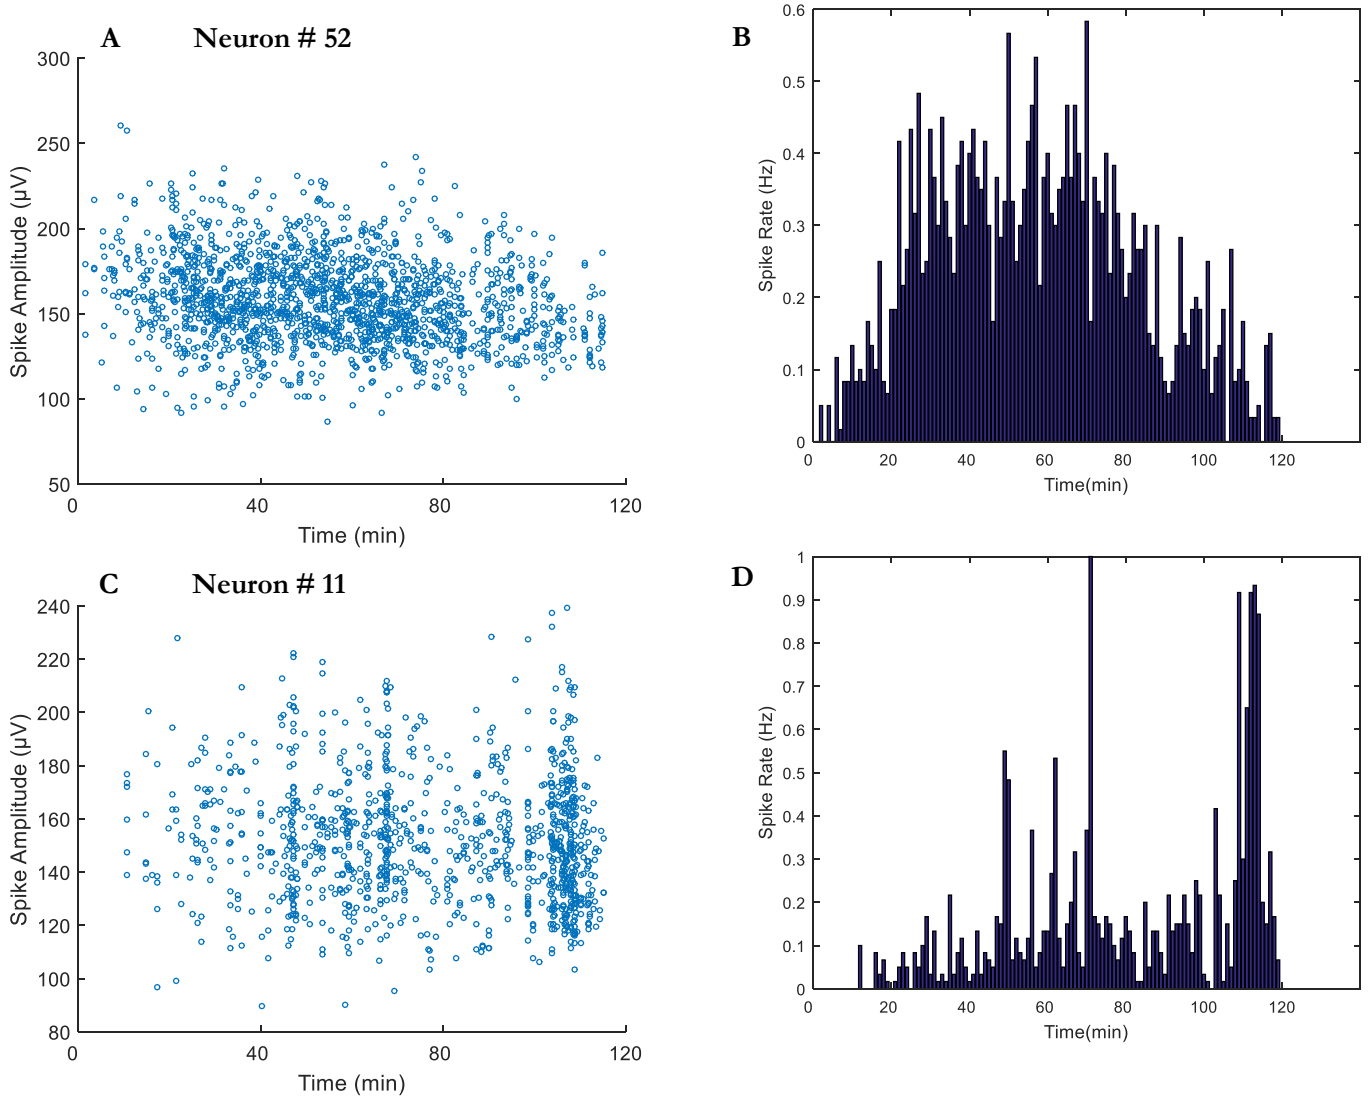 A Neuron # 52
300
250
200
150
100
50
Spike Amplitude (µV)
0 40 80 120
Time (min)
B
0.6
0.5
0.4
0.3
0.2
0.1
0
Spike Rate (Hz)
0 20 40 60 80 100 120
Time(min)
C Neuron # 11
240
220
200
180
160
140
120
100
80
Spike Amplitude (µV)
0 40 80 120
Time (min)
D
1
0.9
0.8
0.7
0.6
0.5
0.4
0.3
0.2
0.1
0
Spike Rate (Hz)
0 20 40 60 80 100 120
Time(min)